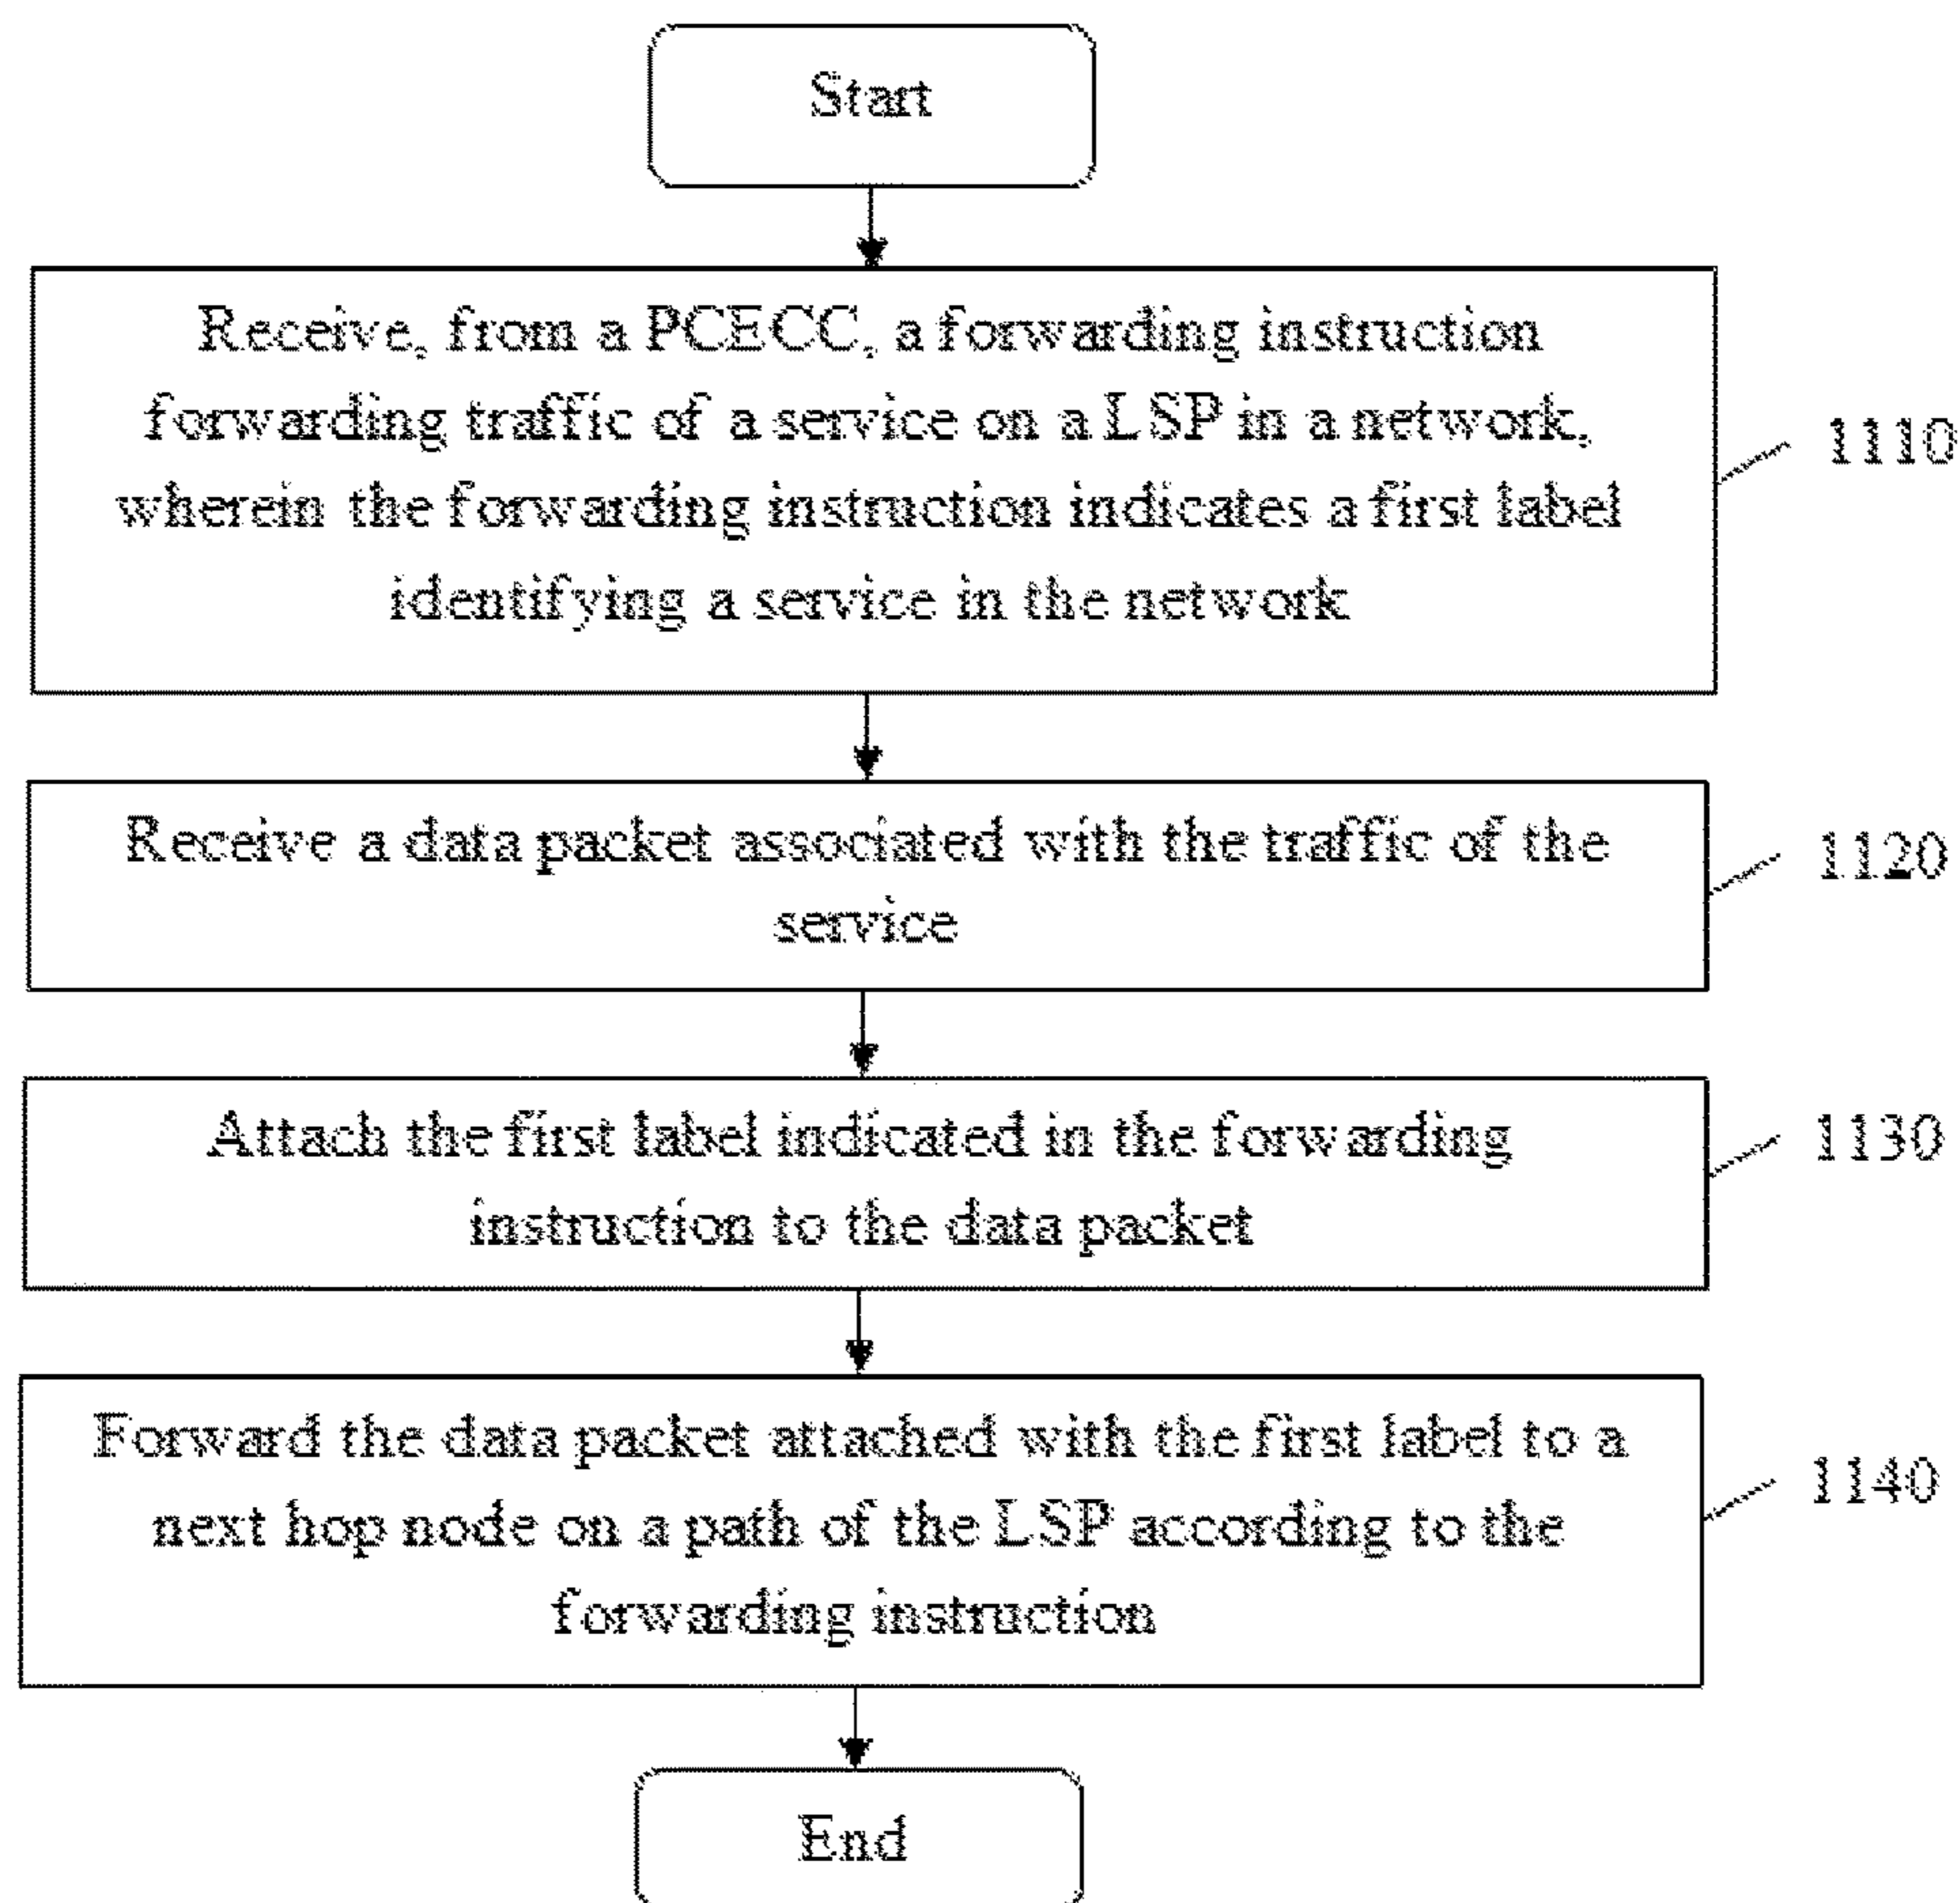 Start
Receive, from a PCECC, a forwarding instruction
forwarding traffic of a service on a LSP in a network,
wherein the forwarding instruction indicates a first label
identifying a service in the network
1110
Receive a data packet associated with the traffic of the
service
1120
Attach the first label indicated in the forwarding
instruction to the data packet
1130
Forward the data packet attached with the first label to a
next hop node on a path of the LSP according to the
forwarding instruction
1140
End